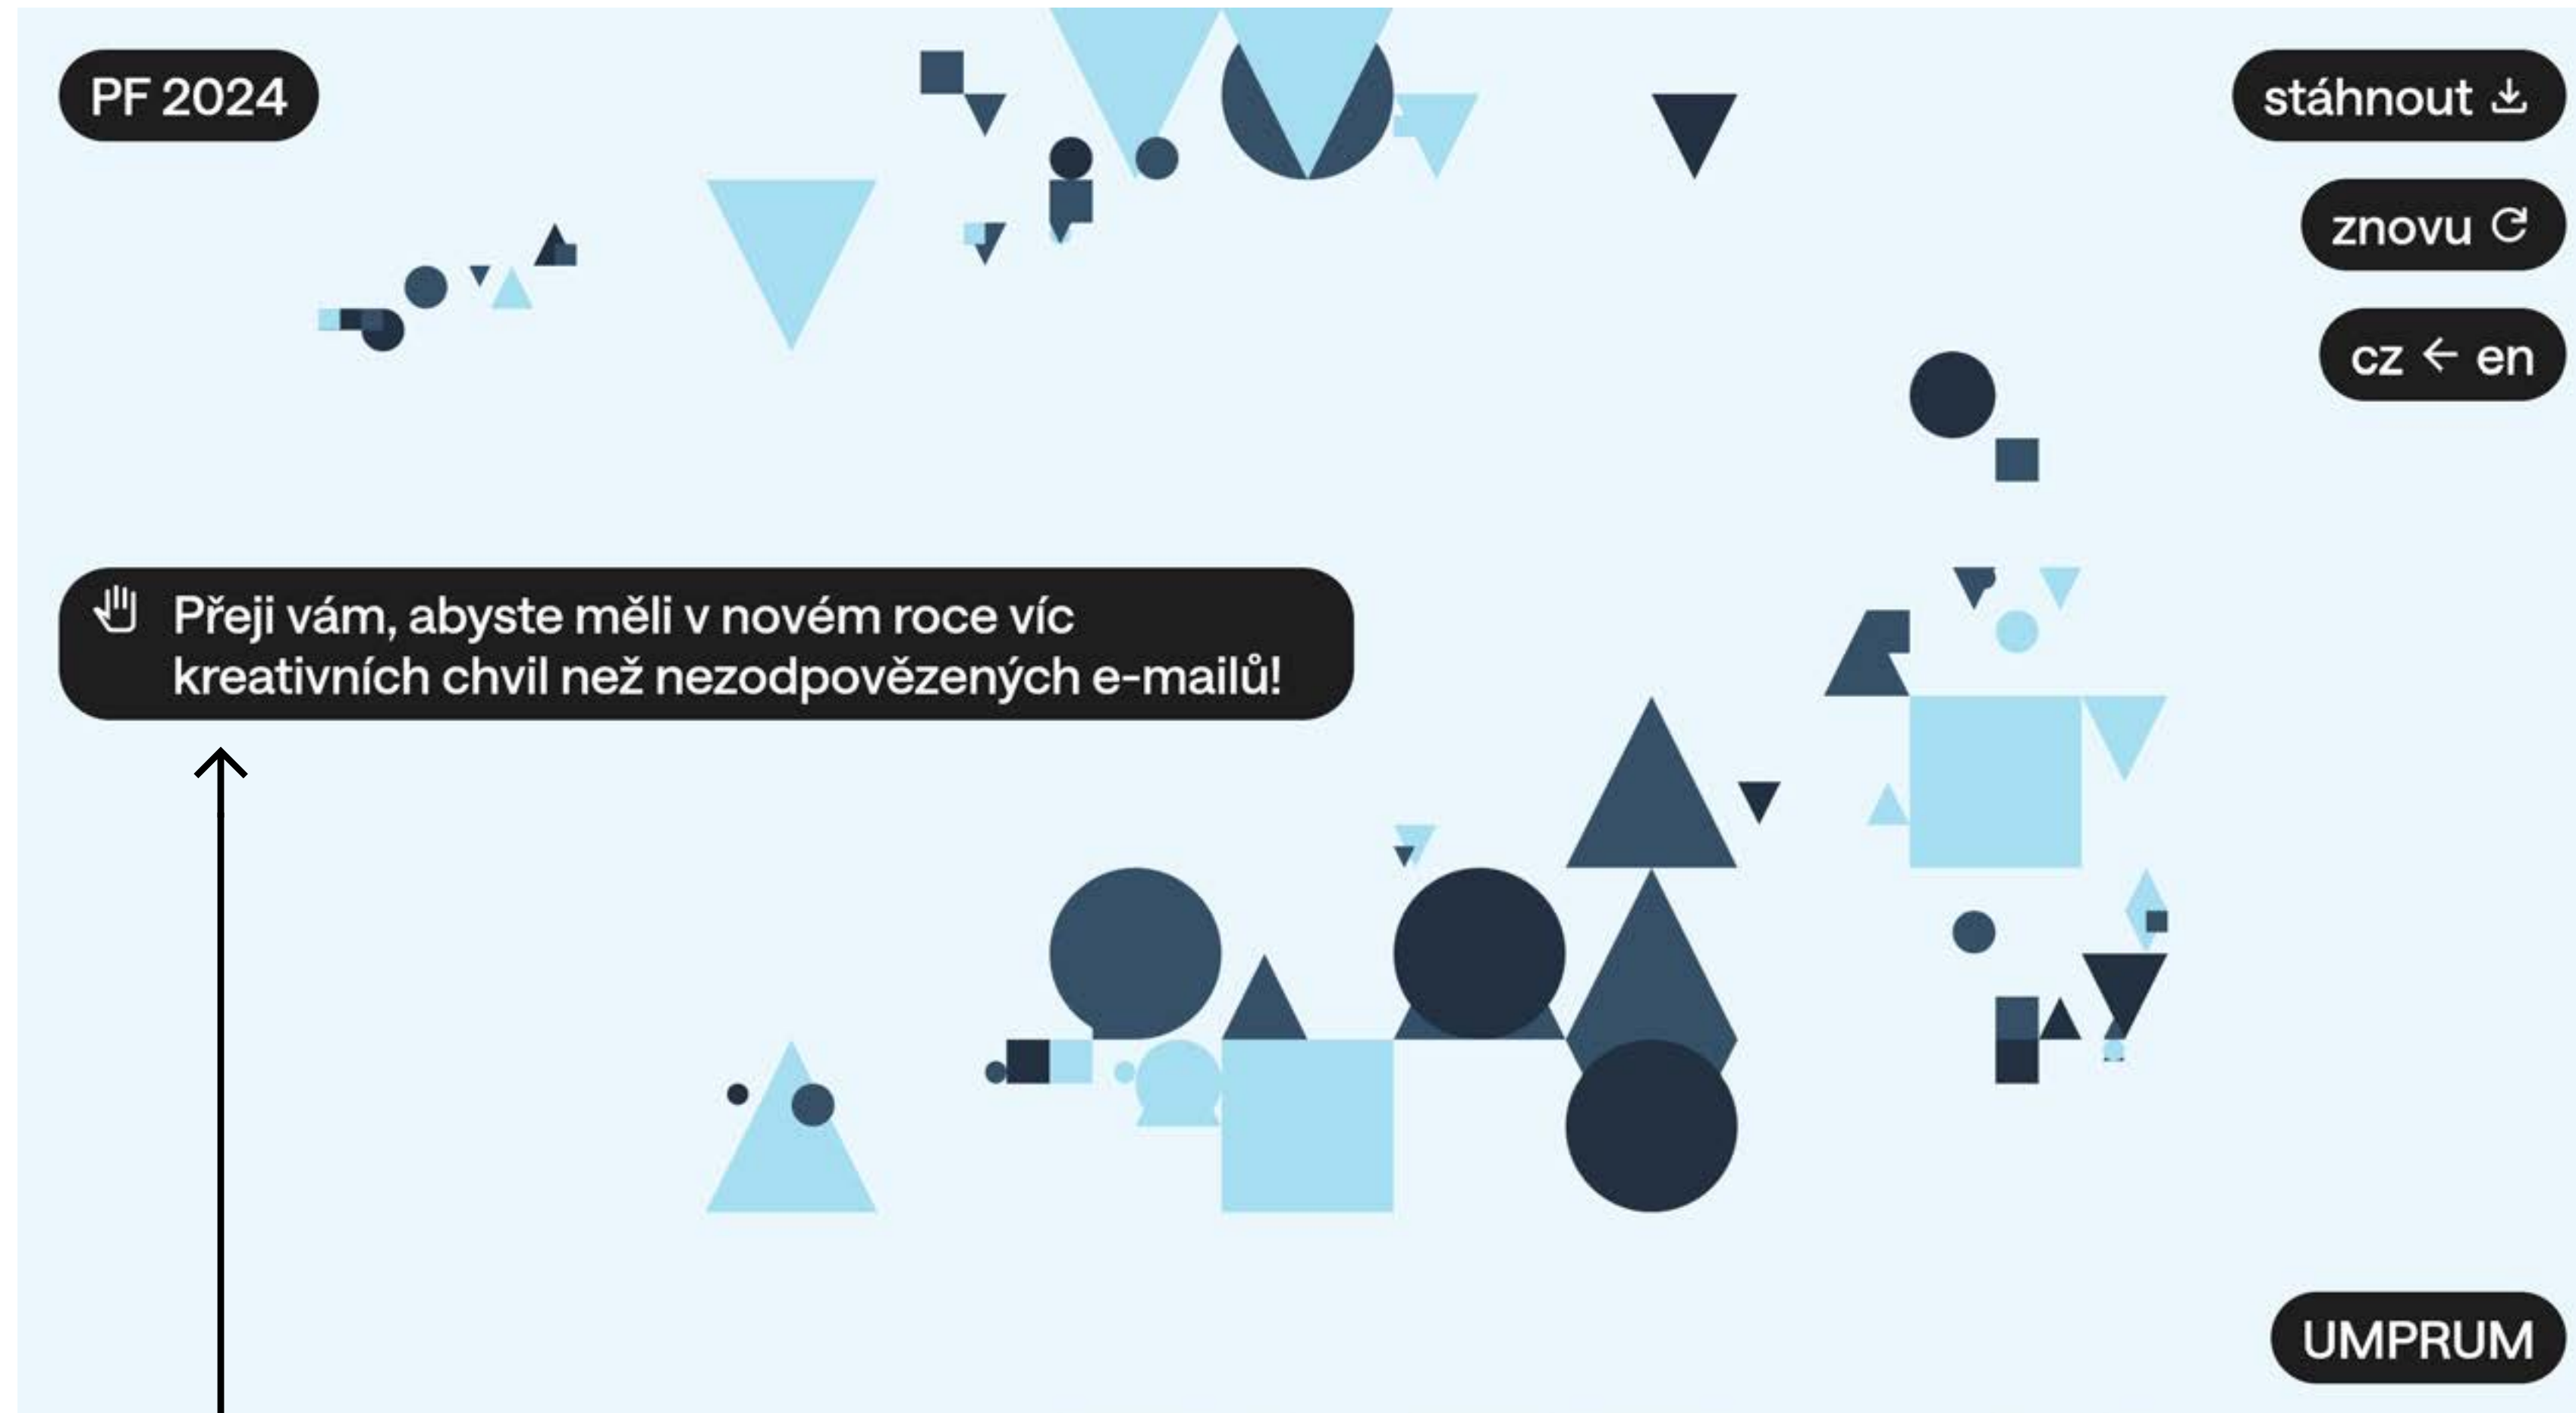 PF 2024
stáhnout
znovu
cz ← en
Přeji vám, abyste měli v novém roce víc
kreativních chvil než nezodpovězených e-mailů!
UMPRUM